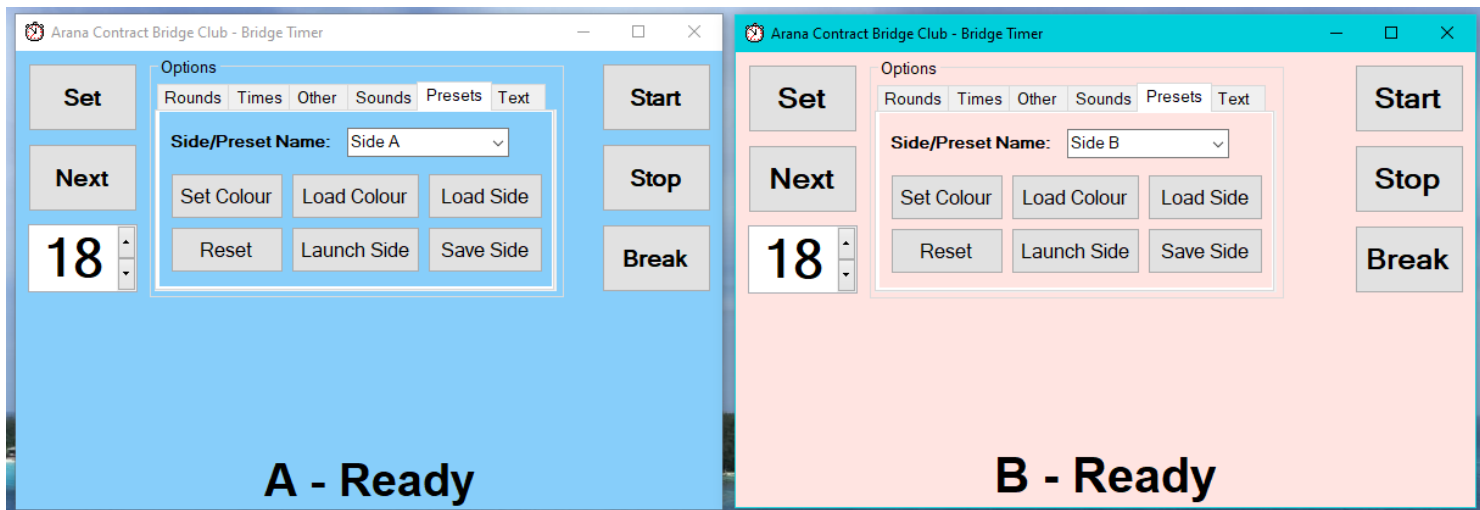 Arana Contract Bridge Club - Bridge Timer
Options
Rounds Times Other Sounds Presets Text
Set
Start
Side/Preset Name: Side A
Next
Stop
Set Colour Load Colour Load Side
18
Reset Launch Side Save Side
Break
A - Ready
Arana Contract Bridge Club - Bridge Timer
Options
Rounds Times Other Sounds Presets Text
Set
Start
Side/Preset Name: Side B
Next
Stop
Set Colour Load Colour Load Side
18
Reset Launch Side Save Side
Break
B - Ready